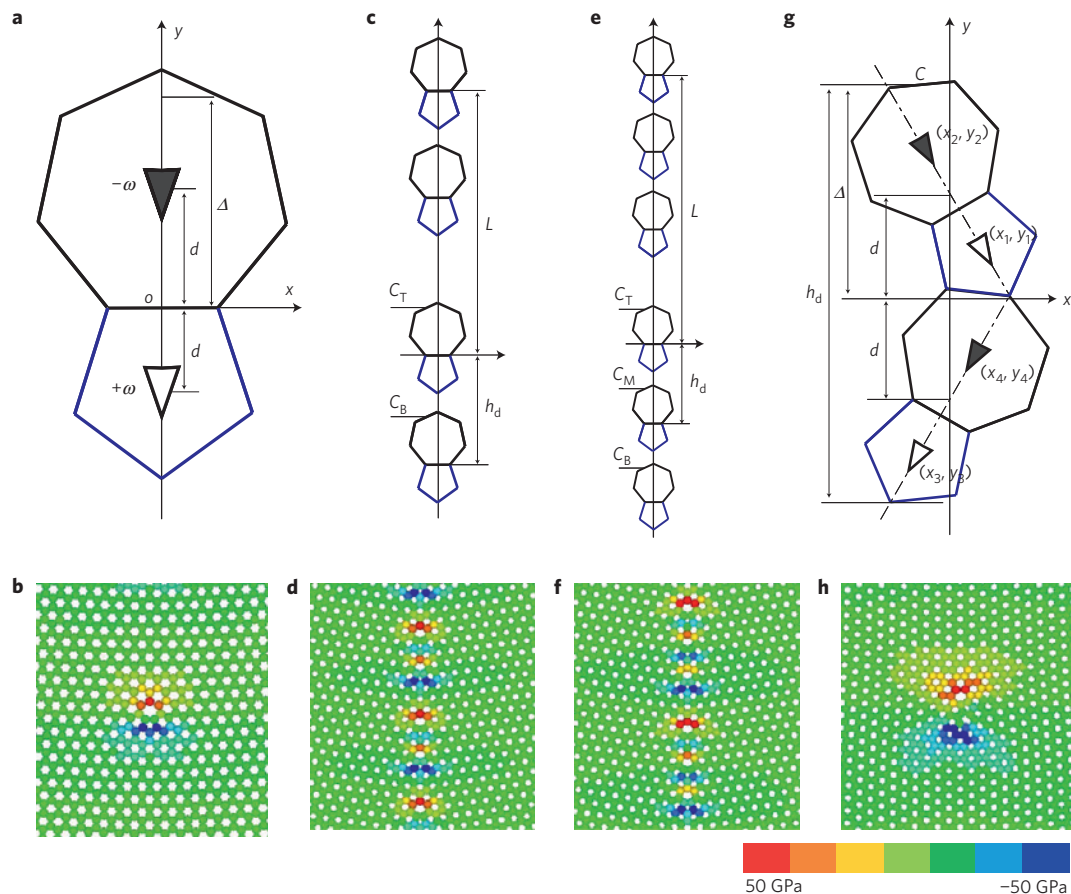 a
y
−ω
Δ
d
o
x
d
+ω
c
L
C_T
C_B
h_d
e
L
C_T
C_M
h_d
C_B
g
y
C
(x_2, y_2)
Δ
d
(x_1, y_1)
h_d
x
d
(x_4, y_4)
(x_3, y_3)
b
d
f
h
50 GPa
−50 GPa